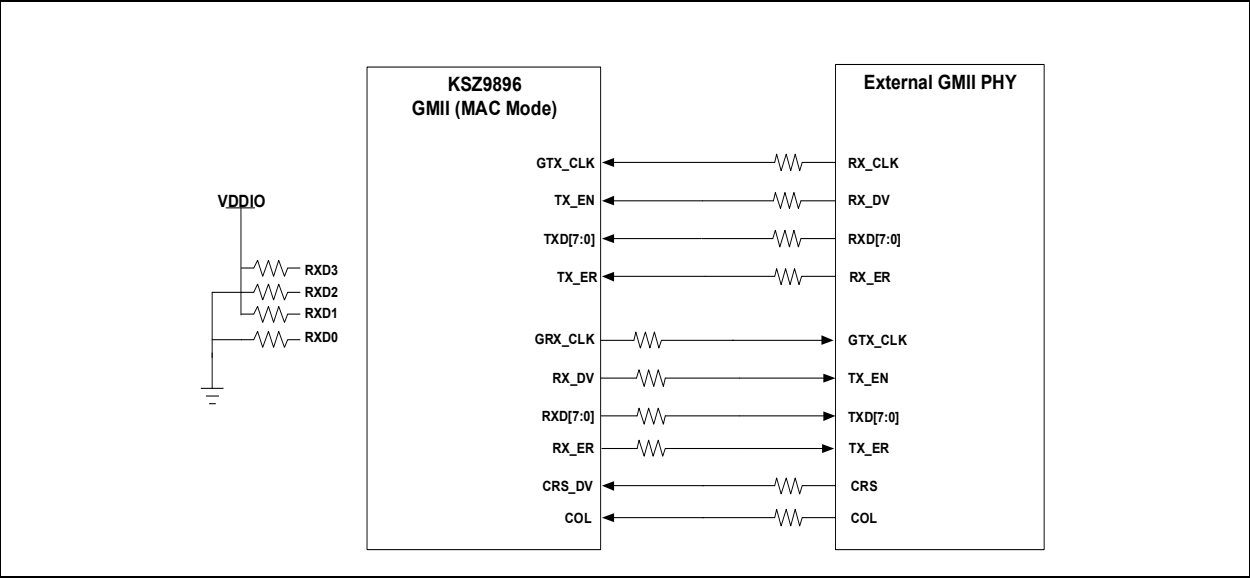 KSZ9896
GMII (MAC Mode)
External GMII PHY
GTX_CLK
RX_CLK
TX_EN
RX_DV
TXD[7:0]
RXD[7:0]
TX_ER
RX_ER
VDDIO
RXD3
RXD2
RXD1
RXD0
GRX_CLK
GTX_CLK
RX_DV
TX_EN
RXD[7:0]
TXD[7:0]
RX_ER
TX_ER
CRS_DV
CRS
COL
COL